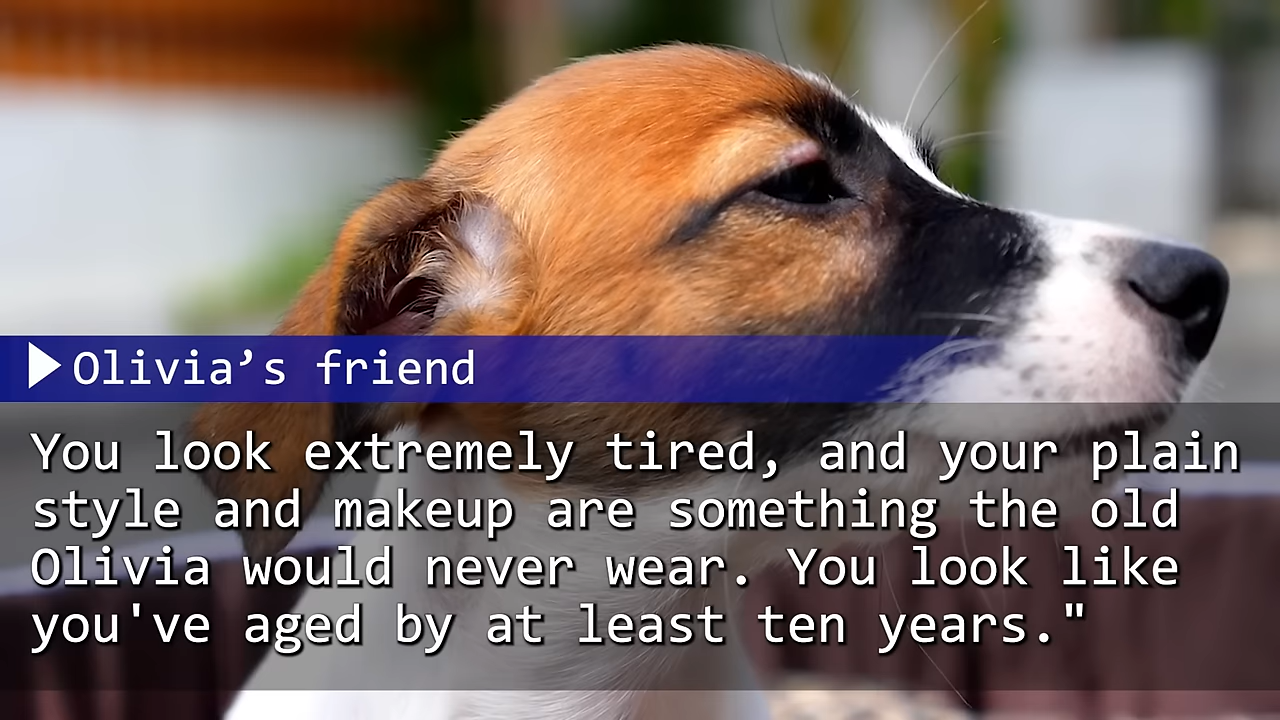 Olivia’s friend
You look extremely tired, and your plain
style and makeup are something the old
Olivia would never wear. You look like
you've aged by at least ten years."